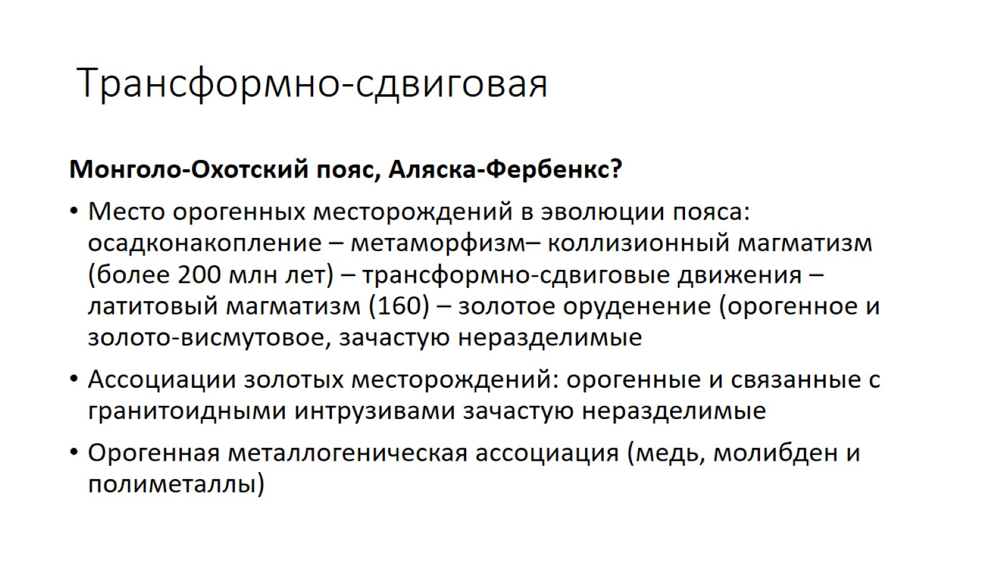 Трансформно-сдвиговая
Монголо-Охотский пояс, Аляска-Фербенкс?
• Место орогенных месторождений в эволюции пояса:
осадконакопление – метаморфизм– коллизионный магматизм
(более 200 млн лет) – трансформно-сдвиговые движения –
латитовый магматизм (160) – золотое оруденение (орогенное и
золото-висмутовое, зачастую неразделимые
• Ассоциации золотых месторождений: орогенные и связанные с
гранитоидными интрузивами зачастую неразделимые
• Орогенная металлогеническая ассоциация (медь, молибден и
полиметаллы)